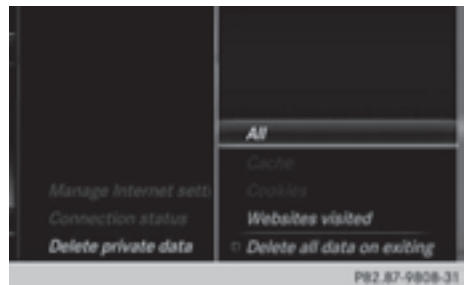 All
Cache
Cookies
Manage Internet setti
Connection status
Websites visited
Delete private data
Delete all data on exiting
P82.87-9808-31